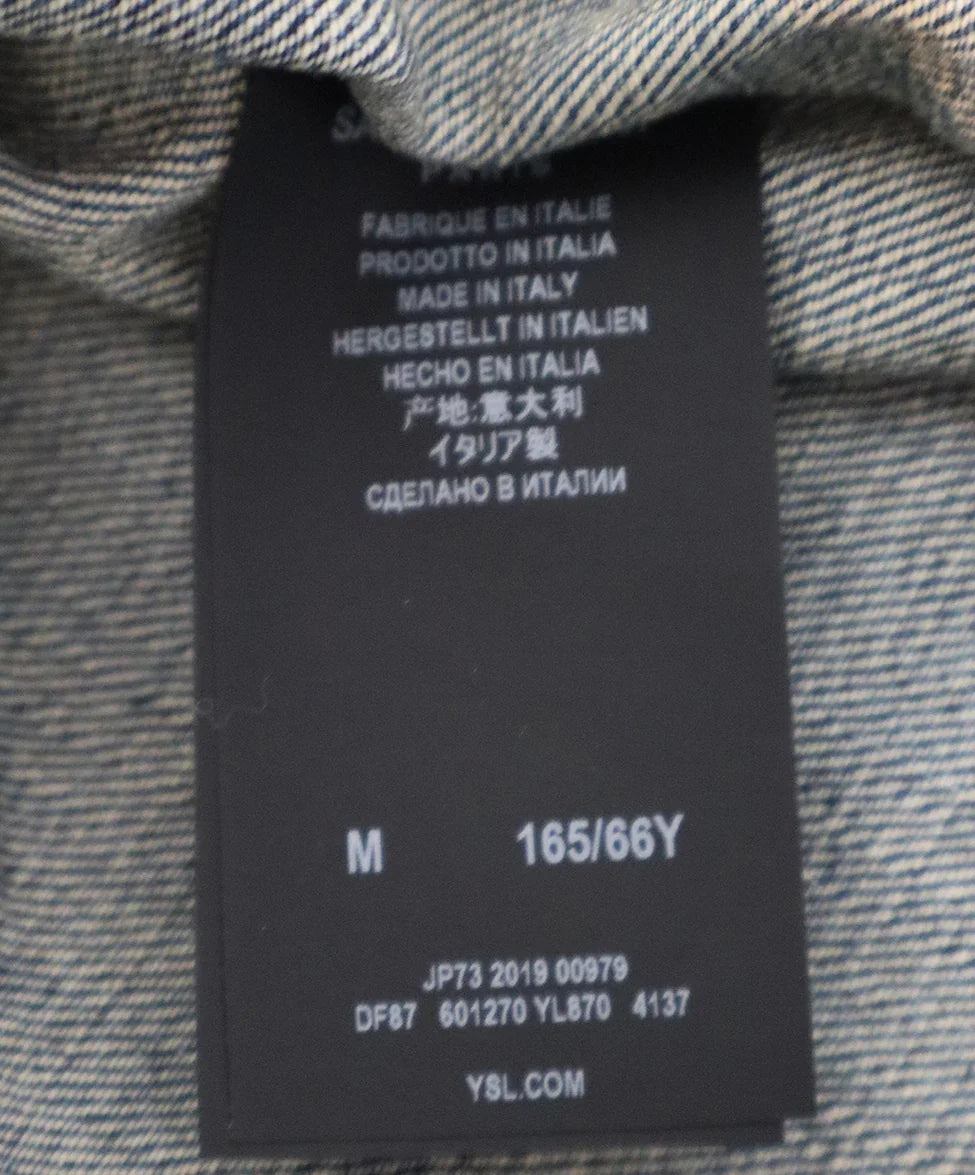 PARIS
FABRIQUE EN ITALIE
PRODOTTO IN ITALIA
MADE IN ITALY
HERGESTELLT IN ITALIEN
HECHO EN ITALIA
产地:意大利
イタリア製
СДЕЛАНО В ИТАЛИИ
M 165/66Y
JP73 2019 00979
DF87 601270 YL870 4137
YSL.COM